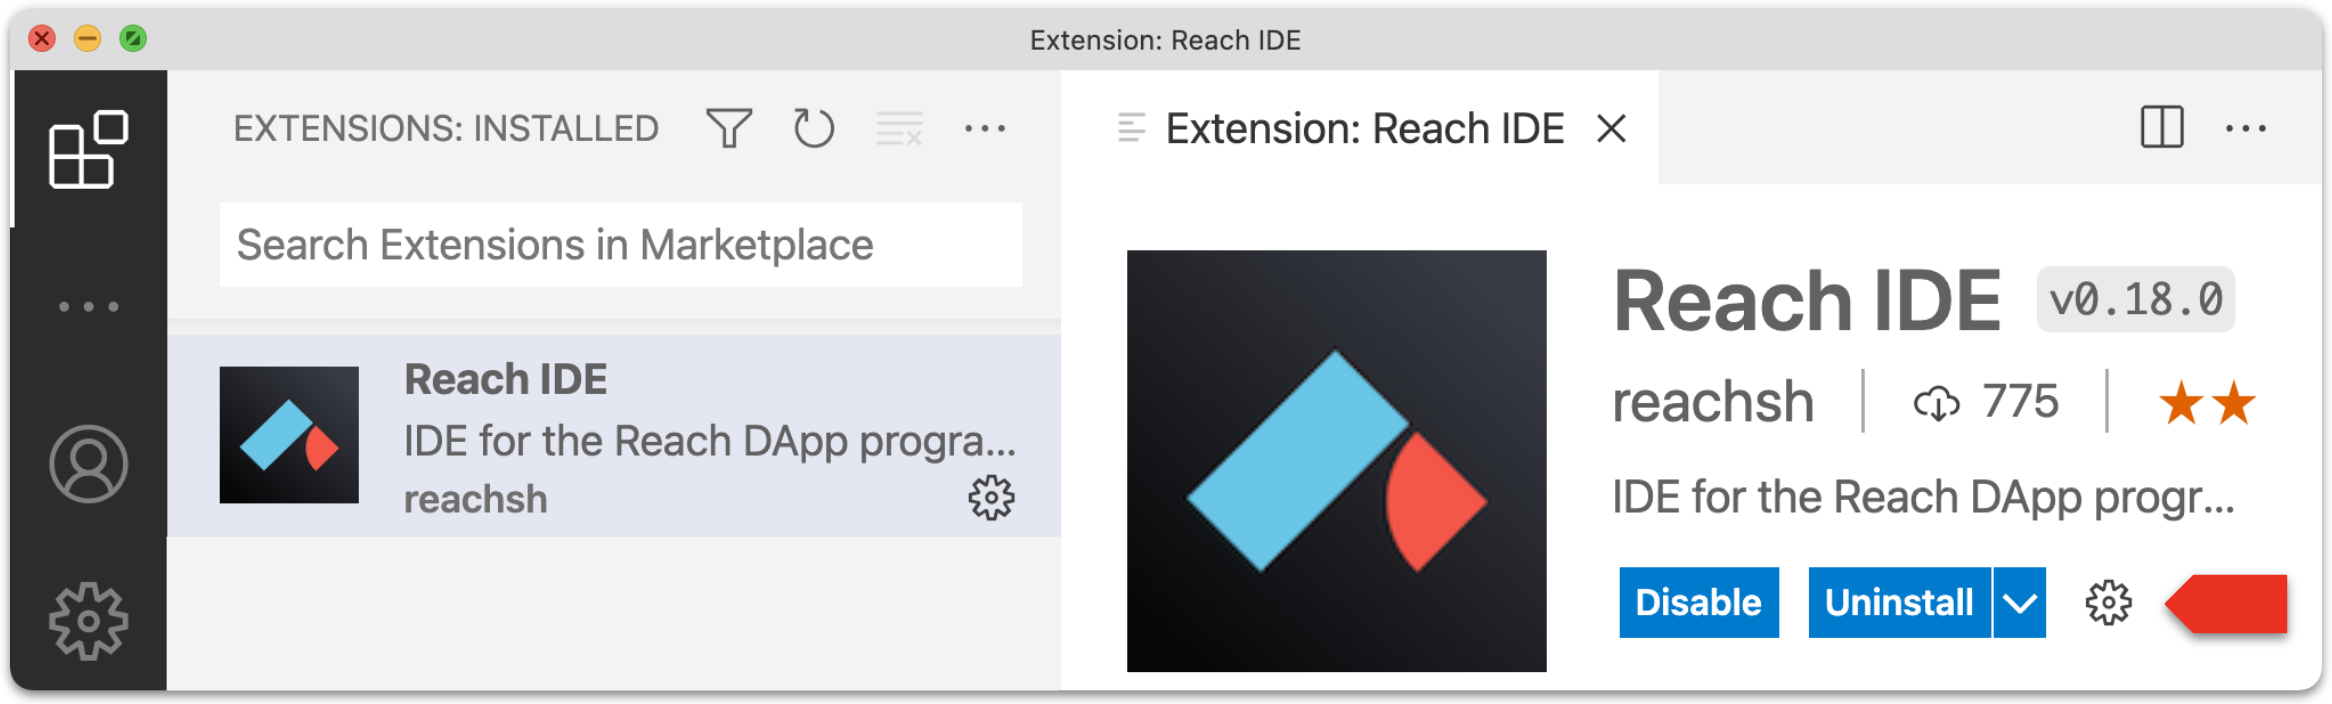 Extension: Reach IDE
EXTENSIONS: INSTALLED
Search Extensions in Marketplace
Reach IDE
IDE for the Reach DApp progra...
reachsh
Extension: Reach IDE
Reach IDE v0.18.0
reachsh 775
IDE for the Reach DApp progr...
Disable Uninstall